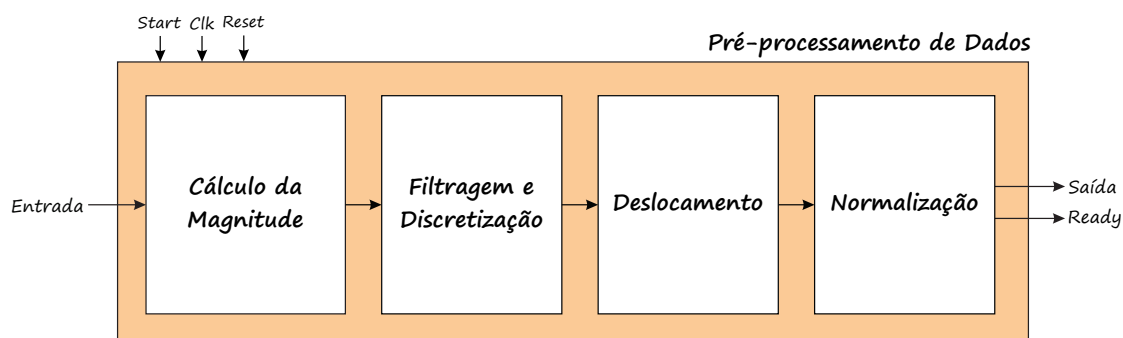 Start Clk Reset
Pré-processamento de Dados
Entrada
Cálculo da
Magnitude
Filtragem e
Discretização
Deslocamento
Normalização
Saída
Ready